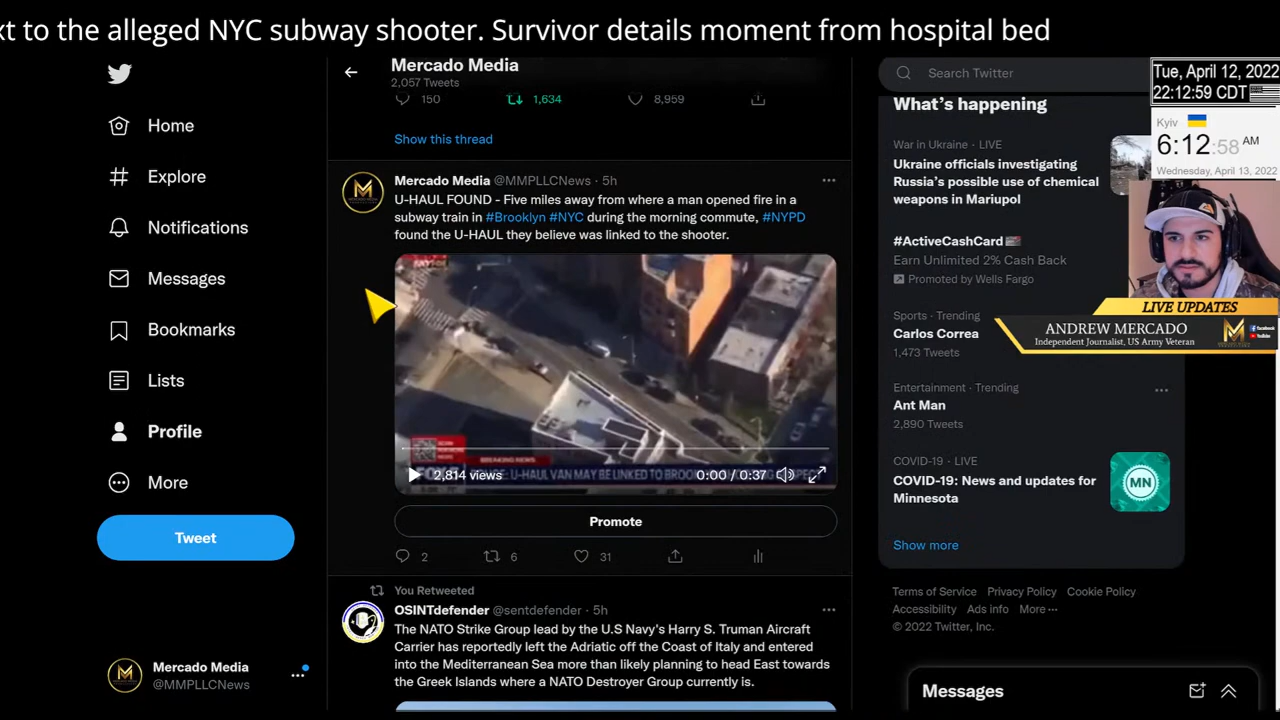 xt to the alleged NYC subway shooter. Survivor details moment from hospital bed
Mercado Media
2,057 Tweets
150
1,634
8,959
Show this thread
Mercado Media @MMPLLCNews · 5h
U-HAUL FOUND - Five miles away from where a man opened fire in a
subway train in #Brooklyn #NYC during the morning commute, #NYPD
found the U-HAUL they believe was linked to the shooter.
BREAKING NEWS
U-HAUL VAN MAY BE LINKED TO
2,814 views
0:00 / 0:37
Promote
2
6
31
You Retweeted
OSINTdefender @sentdefender · 5h
The NATO Strike Group lead by the U.S Navy's Harry S. Truman Aircraft
Carrier has reportedly left the Adriatic off the Coast of Italy and entered
into the Mediterranean Sea more than likely planning to head East towards
the Greek Islands where a NATO Destroyer Group currently is.
Home
Explore
Notifications
Messages
Bookmarks
Lists
Profile
More
Tweet
Mercado Media
@MMPLLCNews
Search Twitter
What's happening
War in Ukraine · LIVE
Ukraine officials investigating
Russia's possible use of chemical
weapons in Mariupol
#ActiveCashCard
Earn Unlimited 2% Cash Back
Promoted by Wells Fargo
Sports · Trending
Carlos Correa
1,473 Tweets
Entertainment · Trending
Ant Man
2,890 Tweets
COVID-19 · LIVE
COVID-19: News and updates for
Minnesota
MN
Show more
Terms of Service Privacy Policy Cookie Policy
Accessibility Ads info More
© 2022 Twitter, Inc.
Messages
Tue, April 12, 2022
22:12:59 CDT
Kyiv
6:12:58 AM
Wednesday, April 13, 2022
LIVE UPDATES
ANDREW MERCADO
Independent Journalist, US Army Veteran
facebook
YouTube